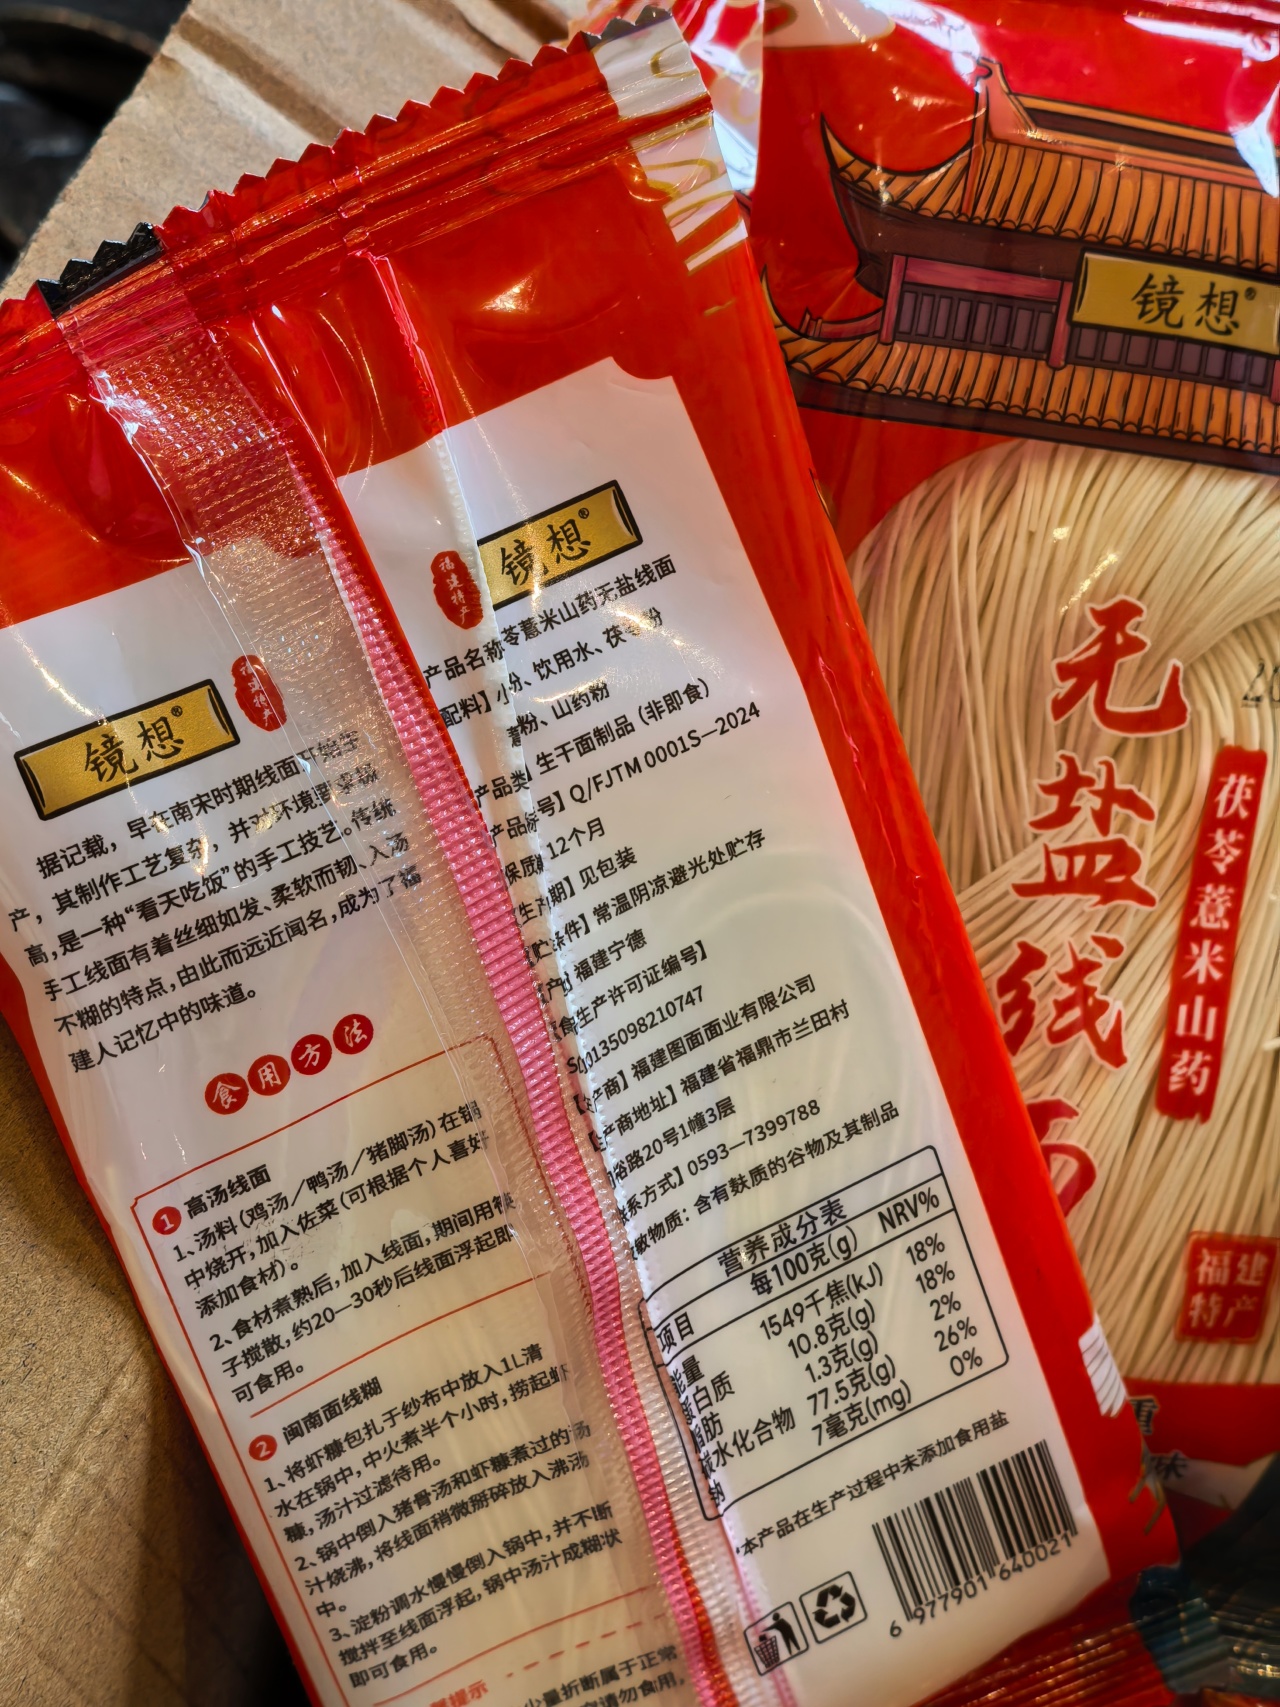 镜想®
福建特产
据记载，早在南宋时期线面开始生
产，其制作工艺复杂，并对环境要求极
高，是一种“看天吃饭”的手工技艺。传统
手工线面有着丝细如发、柔软而韧、入汤
不糊的特点，由此而远近闻名，成为了福
建人记忆中的味道。
食用方法
1 高汤线面
1、汤料（鸡汤／鸭汤／猪脚汤）在锅
中烧开，加入佐菜（可根据个人喜好
添加食材）。
2、食材煮熟后，加入线面，期间用筷
子搅散，约20—30秒后线面浮起即
可食用。
2 闽南面线糊
1、将虾糠包扎于纱布中放入1L清
水在锅中，中火煮半个小时，捞起虾
糠，汤汁过滤待用。
2、锅中倒入猪骨汤和虾糠煮过的汤
汁烧沸，将线面稍微掰碎放入沸汤
中。
3、淀粉调水慢慢倒入锅中，并不断
搅拌至线面浮起，锅中汤汁成糊状
即可食用。
提示
少量折断属于正常
请勿食用，
福建特产
镜想®
产品名称 苓薏米山药无盐线面
配料】小 粉、饮用水、茯苓粉
薏 粉、山药粉
产品类 生干面制品（非即食）
产品标 号】Q/FJTM 0001S—2024
保质 12个月
生产 期】见包装
贮 条件】常温阴凉避光处贮存
产 福建宁德
食 生产许可证编号】
0135098210747
产商】福建图面面业有限公司
产商地址】福建省福鼎市兰田村
裕路20号1幢3层
联系方式】0593—7399788
敏物质：含有麸质的谷物及其制品
营养成分表
项目 每100克(g) NRV%
能量 1549千焦(kJ) 18%
蛋白质 10.8克(g) 18%
脂肪 1.3克(g) 2%
碳水化合物 77.5克(g) 26%
钠 7毫克(mg) 0%
*本产品在生产过程中未添加食用盐
6 977901 640021
镜想®
无盐线面
茯苓薏米山药
福建
特产